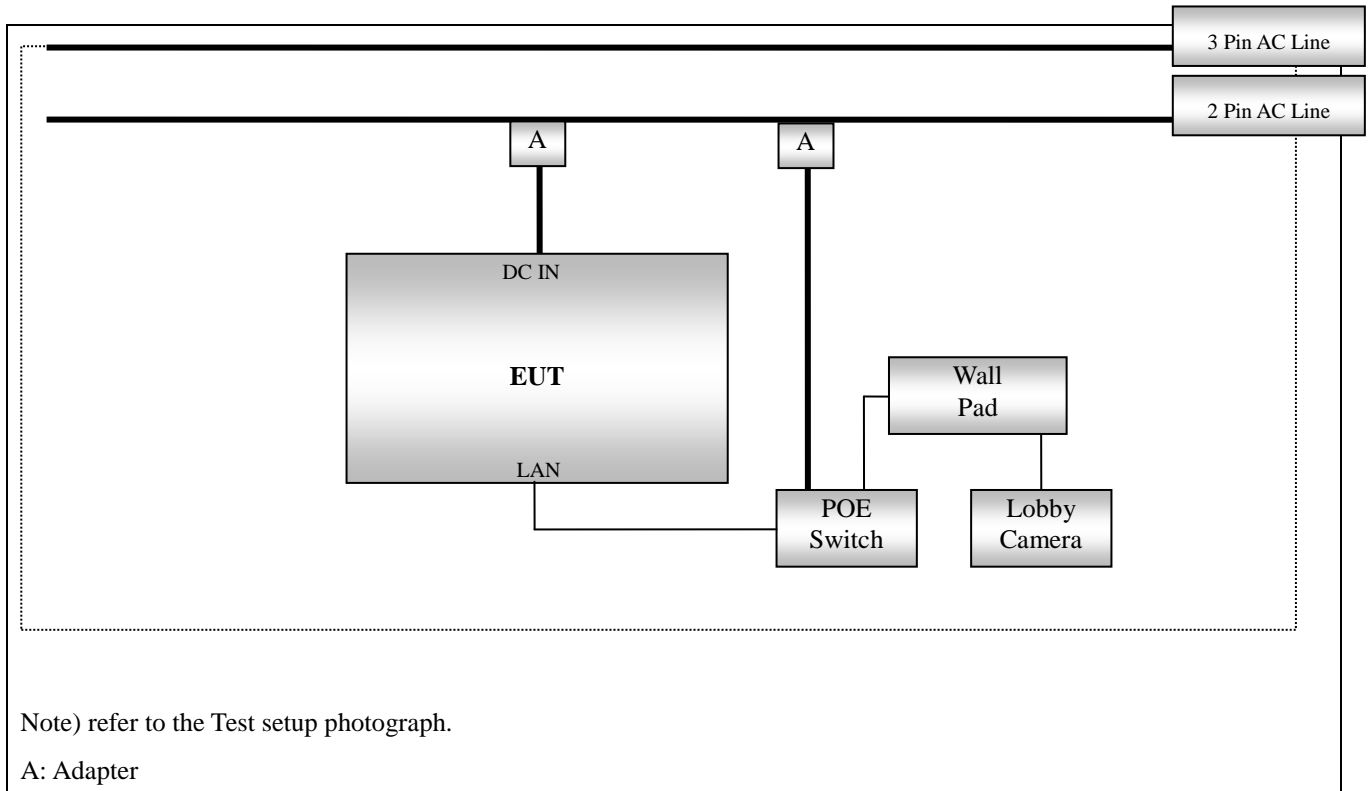 3 Pin AC Line
2 Pin AC Line
A
A
DC IN
EUT
LAN
Wall
Pad
POE
Switch
Lobby
Camera
Note) refer to the Test setup photograph.
A: Adapter